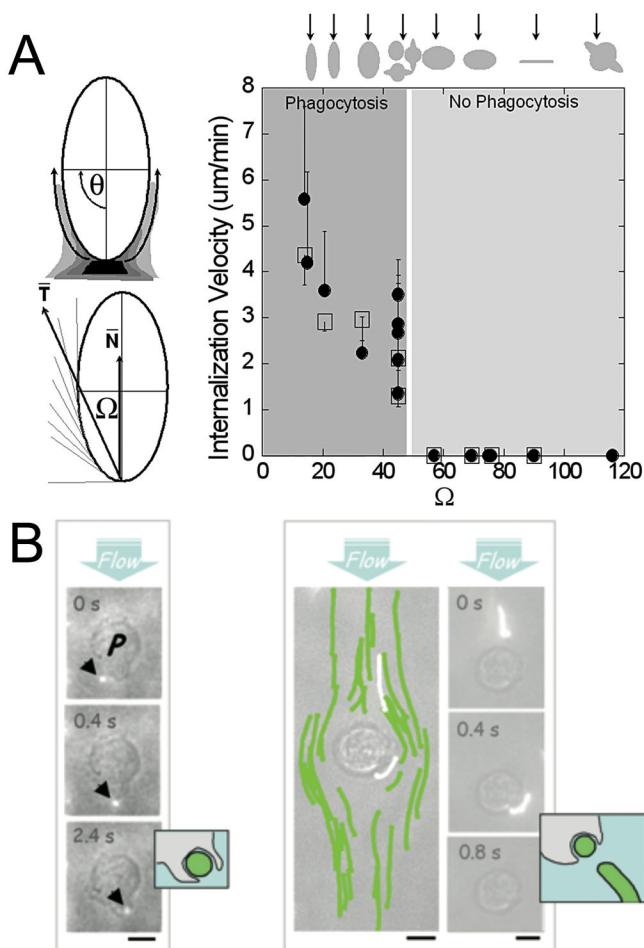 A
θ
T
N
Ω
Phagocytosis
No Phagocytosis
Internalization Velocity (um/min)
8
7
6
5
4
3
2
1
0
0 20 40 60 80 100 120
Ω
B
Flow
0 s
P
0.4 s
2.4 s
Flow
Flow
0 s
0.4 s
0.8 s